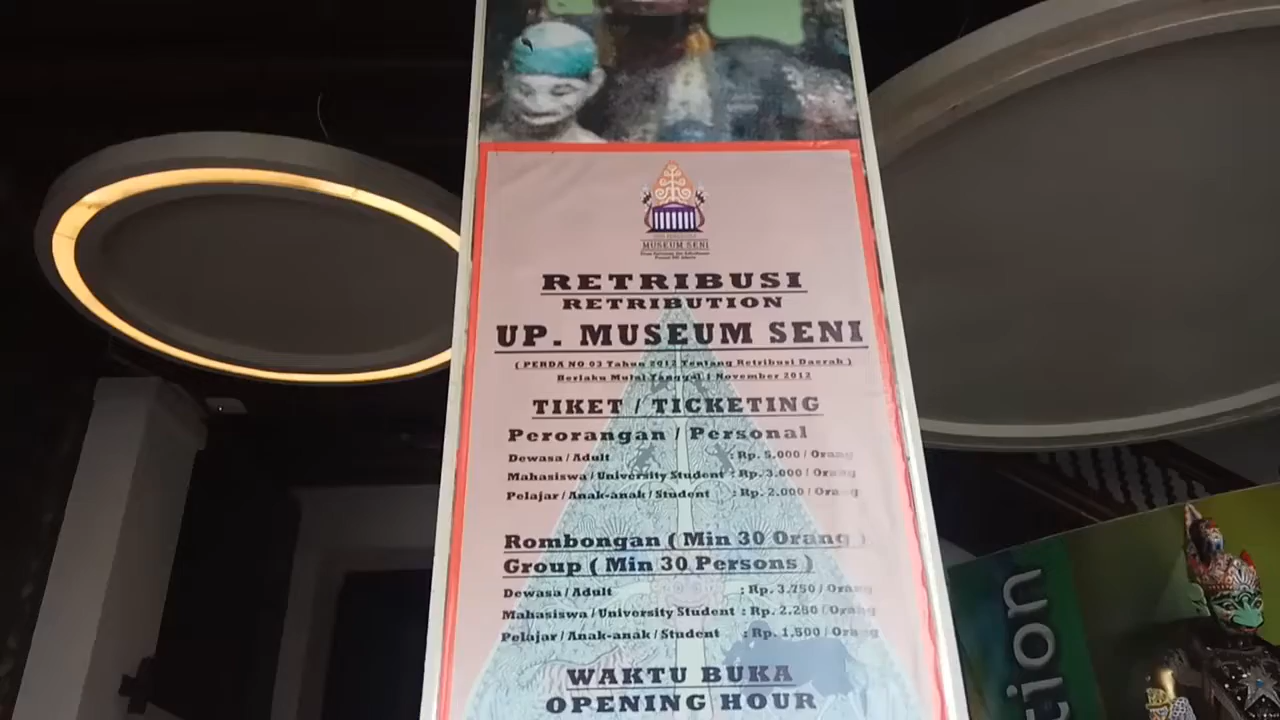 MUSEUM SENI
RETRIBUSI
RETRIBUTION
UP. MUSEUM SENI
( PERDA NO 03 Tahun 2012 Tentang Retribusi Daerah )
Berlaku Mulai Tanggal 1 November 2012
TIKET / TICKETING
Perorangan / Personal
Dewasa / Adult : Rp. 5.000 / Orang
Mahasiswa / University Student : Rp. 3.000 / Orang
Pelajar / Anak-anak / Student : Rp. 2.000 / Orang
Rombongan ( Min 30 Orang )
Group ( Min 30 Persons )
Dewasa / Adult : Rp. 3.750 / Orang
Mahasiswa / University Student : Rp. 2.250 / Orang
Pelajar / Anak-anak / Student : Rp. 1.500 / Orang
WAKTU BUKA
OPENING HOUR
tion